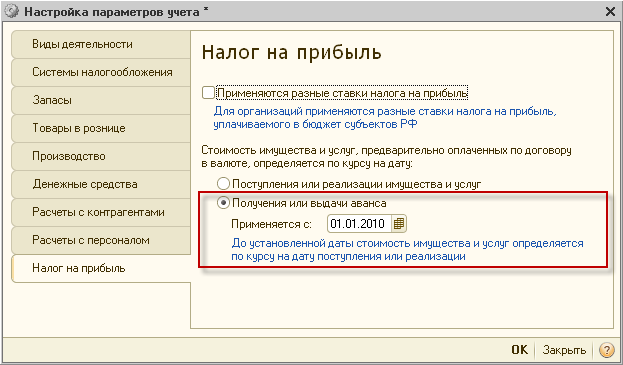 Настройка параметров учета *
Виды деятельности
Системы налогообложения
Запасы
Товары в рознице
Производство
Денежные средства
Расчеты с контрагентами
Расчеты с персоналом
Налог на прибыль
Налог на прибыль
Применяются разные ставки налога на прибыль
Для организаций применяются разные ставки налога на прибыль,
уплачиваемого в бюджет субъектов РФ
Стоимость имущества и услуг, предварительно оплаченных по договору
в валюте, определяется по курсу на дату:
Поступления или реализации имущества и услуг
Получения или выдачи аванса
Применяется с: 01.01.2010
До установленной даты стоимость имущества и услуг определяется
по курсу на дату поступления или реализации
OK Закрыть ?